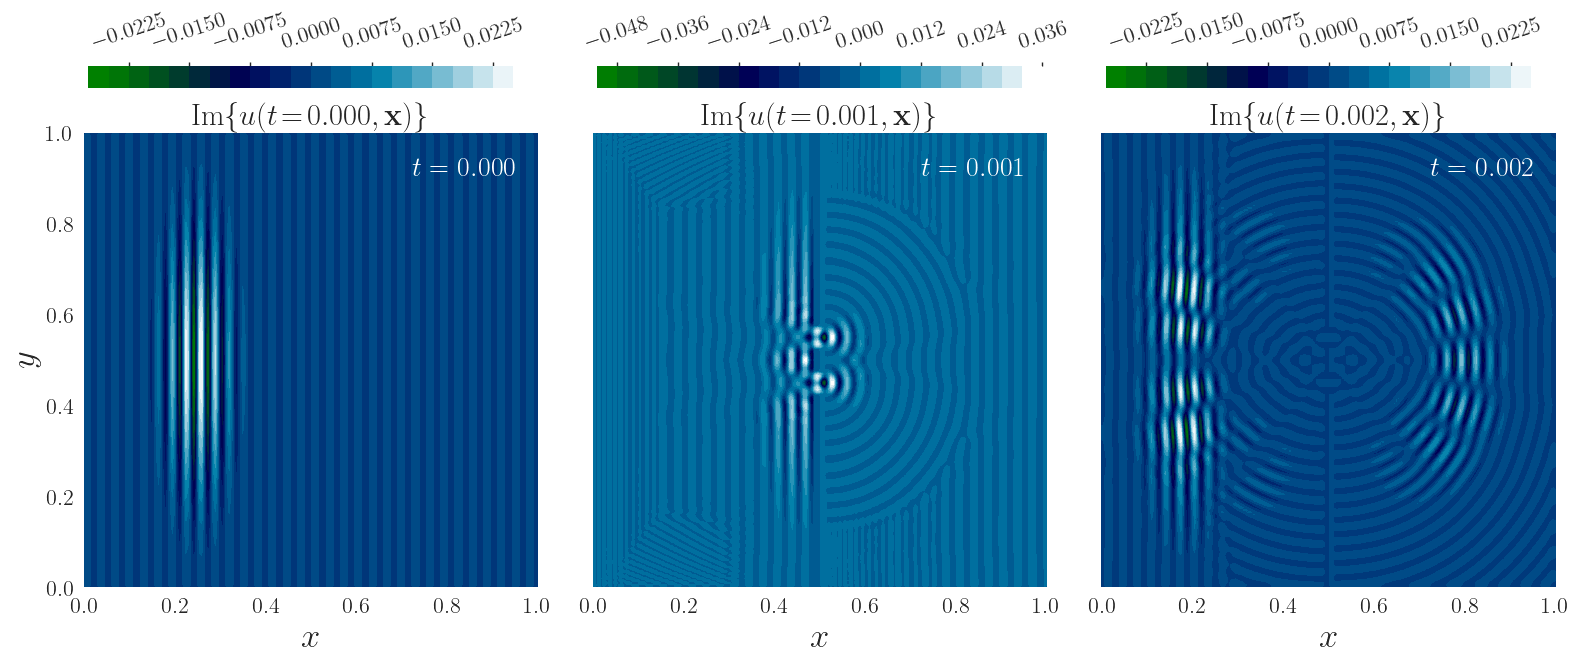 −0.0225 −0.0150 −0.0075 0.0000 0.0075 0.0150 0.0225
−0.048 −0.036 −0.024 −0.012 0.000 0.012 0.024 0.036
−0.0225 −0.0150 −0.0075 0.0000 0.0075 0.0150 0.0225
Im{u(t=0.000, x)}
Im{u(t=0.001, x)}
Im{u(t=0.002, x)}
t = 0.000
t = 0.001
t = 0.002
1.0
0.8
0.6
0.4
0.2
0.0
y
0.0 0.2 0.4 0.6 0.8 1.0
0.0 0.2 0.4 0.6 0.8 1.0
0.0 0.2 0.4 0.6 0.8 1.0
x
x
x